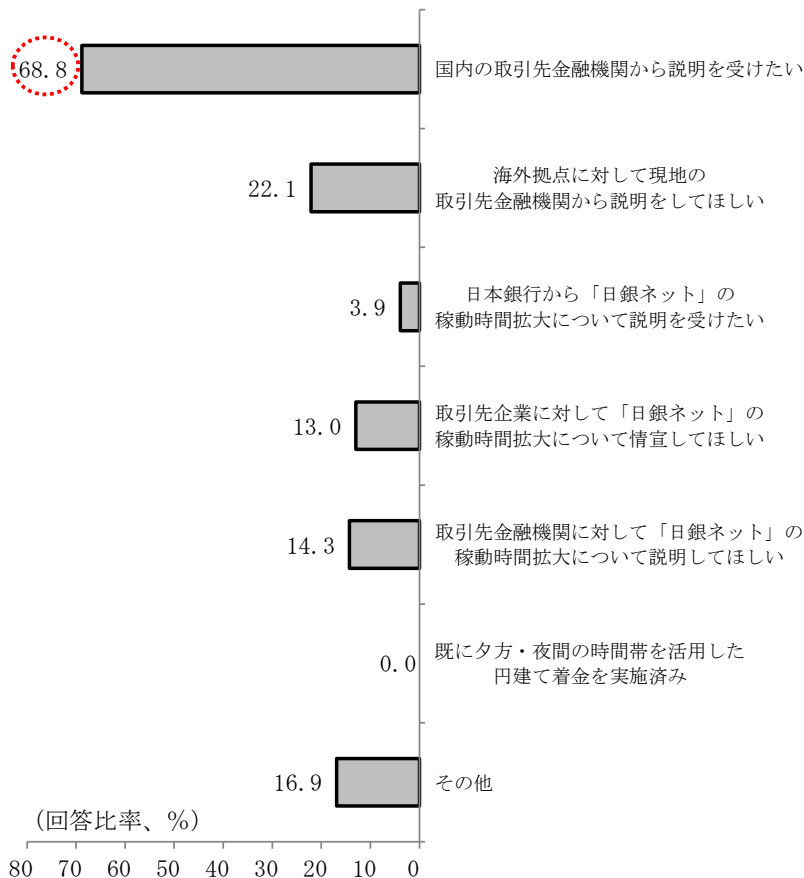 68.8
国内の取引先金融機関から説明を受けたい
22.1
海外拠点に対して現地の
取引先金融機関から説明をしてほしい
3.9
日本銀行から「日銀ネット」の
稼動時間拡大について説明を受けたい
13.0
取引先企業に対して「日銀ネット」の
稼動時間拡大について情宣してほしい
14.3
取引先金融機関に対して「日銀ネット」の
稼動時間拡大について説明してほしい
0.0
既に夕方・夜間の時間帯を活用した
円建て着金を実施済み
16.9
その他
(回答比率、%)
80 70 60 50 40 30 20 10 0